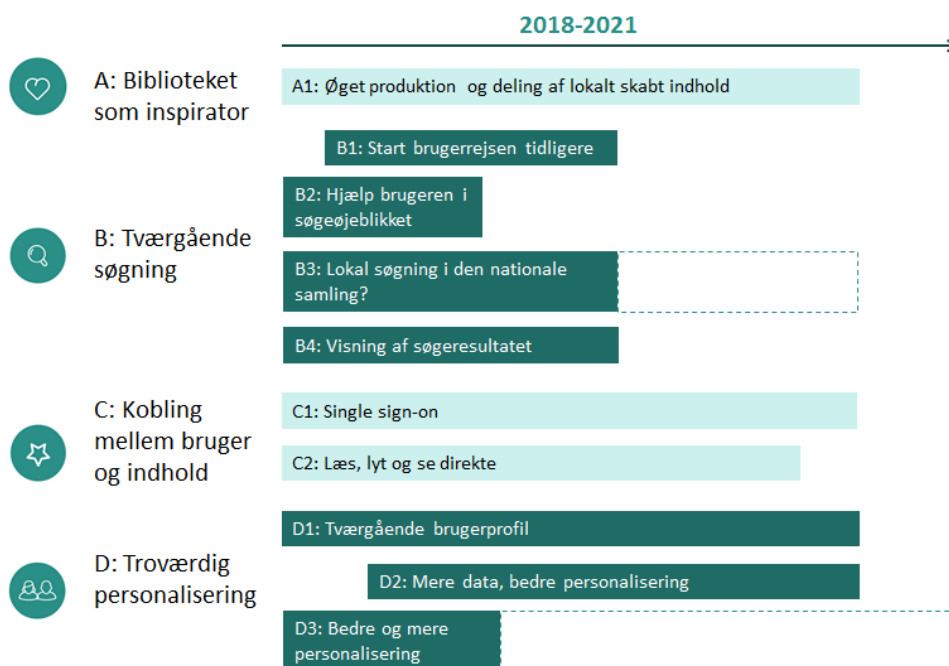 2018-2021
A: Biblioteket
som inspirator
A1: Øget produktion og deling af lokalt skabt indhold
B1: Start brugerrejsen tidligere
B: Tværgående
søgning
B2: Hjælp brugeren i
søgeøjeblikket
B3: Lokal søgning i den nationale
samling?
B4: Visning af søgeresultatet
C: Kobling
mellem bruger
og indhold
C1: Single sign-on
C2: Læs, lyt og se direkte
D: Troværdig
personalisering
D1: Tværgående brugerprofil
D2: Mere data, bedre personalisering
D3: Bedre og mere
personalisering